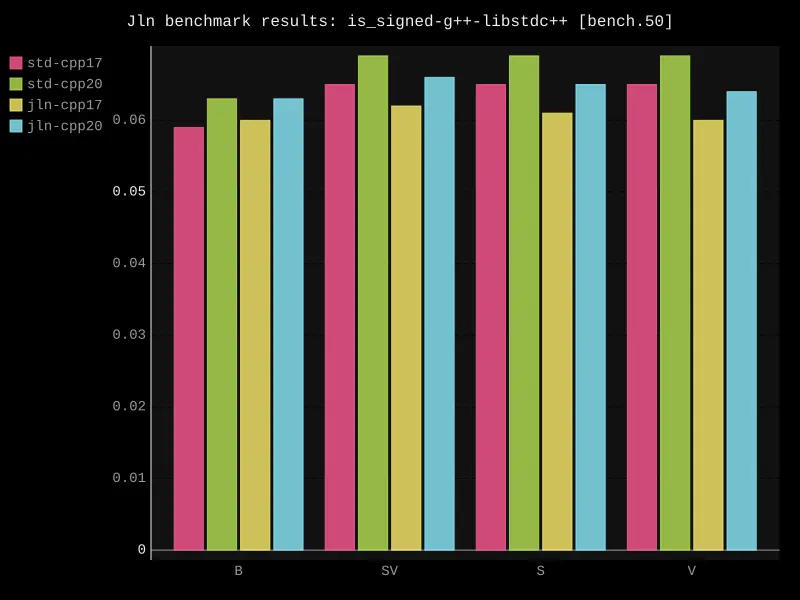 Jln benchmark results: is_signed-g++-libstdc++ [bench.50]
std-cpp17
std-cpp20
jln-cpp17
jln-cpp20
0.06
0.05
0.04
0.03
0.02
0.01
0
B SV S V